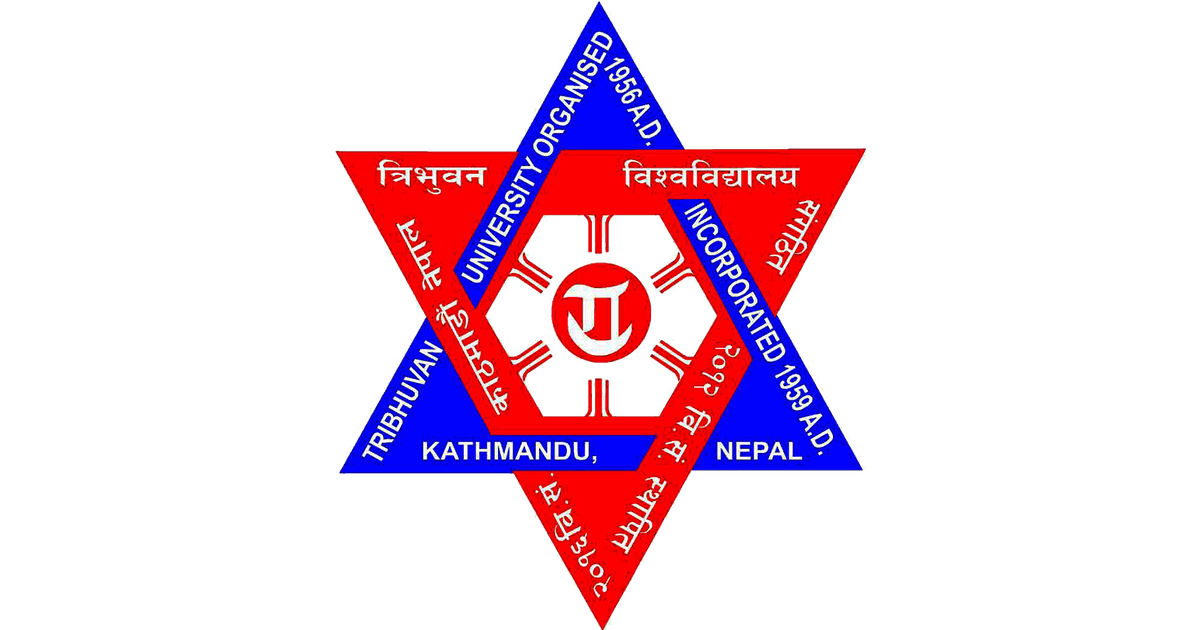 TRIBHUVAN UNIVERSITY ORGANISED
1956 A.D.
INCORPORATED 1959 A.D.
KATHMANDU, NEPAL
त्रिभुवन विश्वविद्यालय
संगठित
२०१२ वि.सं. स्थापित
२०१६ वि.सं.
काठमाडौं नेपाल